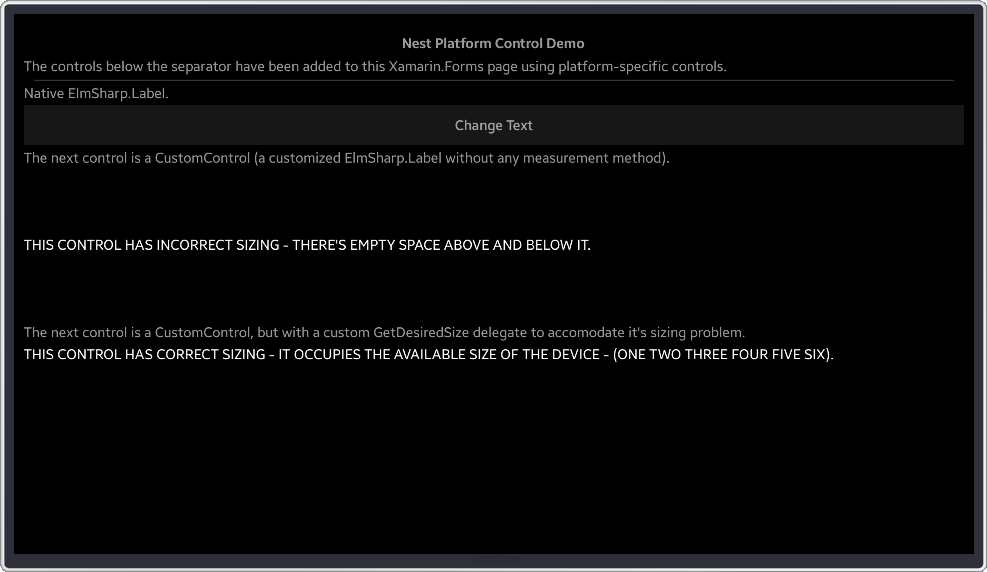 Nest Platform Control Demo
The controls below the separator have been added to this Xamarin.Forms page using platform-specific controls.
Native ElmSharp.Label.
Change Text
The next control is a CustomControl (a customized ElmSharp.Label without any measurement method).
THIS CONTROL HAS INCORRECT SIZING - THERE'S EMPTY SPACE ABOVE AND BELOW IT.
The next control is a CustomControl, but with a custom GetDesiredSize delegate to accomodate it's sizing problem.
THIS CONTROL HAS CORRECT SIZING - IT OCCUPIES THE AVAILABLE SIZE OF THE DEVICE - (ONE TWO THREE FOUR FIVE SIX).